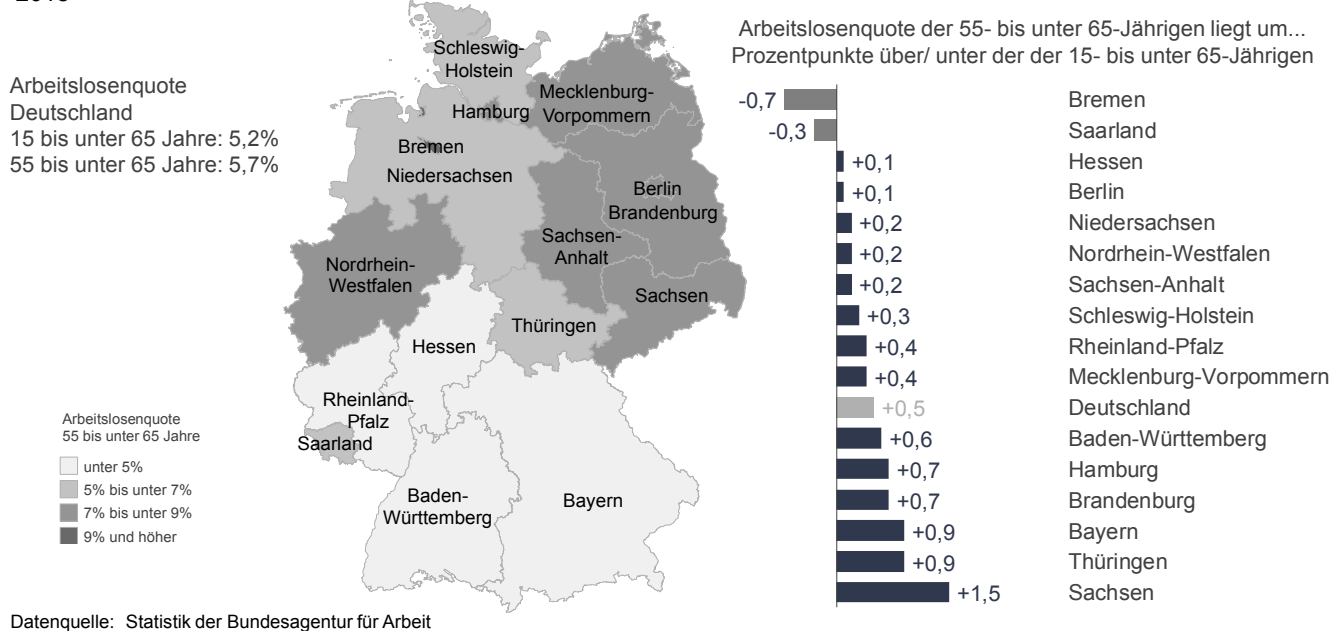 Arbeitslosenquote
Deutschland
15 bis unter 65 Jahre: 5,2%
55 bis unter 65 Jahre: 5,7%
Schleswig-
Holstein
Hamburg
Mecklenburg-
Vorpommern
Bremen
Niedersachsen
Berlin
Brandenburg
Sachsen-
Anhalt
Nordrhein-
Westfalen
Sachsen
Thüringen
Hessen
Rheinland-
Pfalz
Saarland
Baden-
Württemberg
Bayern
Arbeitslosenquote
55 bis unter 65 Jahre
unter 5%
5% bis unter 7%
7% bis unter 9%
9% und höher
Arbeitslosenquote der 55- bis unter 65-Jährigen liegt um...
Prozentpunkte über/ unter der der 15- bis unter 65-Jährigen
-0,7 Bremen
-0,3 Saarland
+0,1 Hessen
+0,1 Berlin
+0,2 Niedersachsen
+0,2 Nordrhein-Westfalen
+0,2 Sachsen-Anhalt
+0,3 Schleswig-Holstein
+0,4 Rheinland-Pfalz
+0,4 Mecklenburg-Vorpommern
+0,5 Deutschland
+0,6 Baden-Württemberg
+0,7 Hamburg
+0,7 Brandenburg
+0,9 Bayern
+0,9 Thüringen
+1,5 Sachsen
Datenquelle: Statistik der Bundesagentur für Arbeit